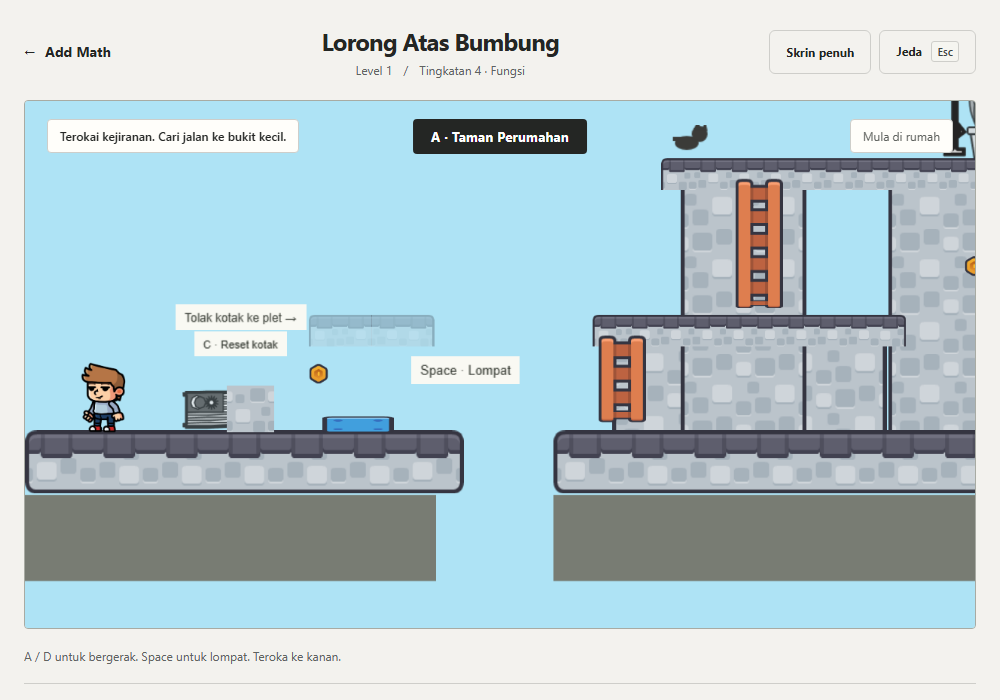 ← Add Math
Lorong Atas Bumbung
Level 1 / Tingkatan 4 · Fungsi
Skrin penuh
Jeda Esc
Terokai kejiranan. Cari jalan ke bukit kecil.
A · Taman Perumahan
Mula di rumah
Tolak kotak ke plet →
C · Reset kotak
Space · Lompat
A / D untuk bergerak. Space untuk lompat. Teroka ke kanan.